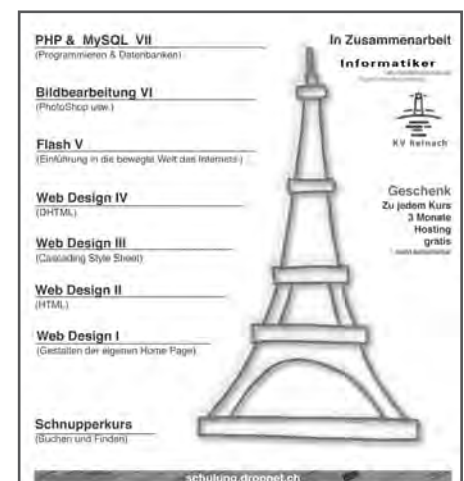 PHP & MySQL VII
(Programmieren & Datenbanken)
Bildbearbeitung VI
(PhotoShop usw.)
Flash V
(Einführung in die bewegte Welt des Internets)
Web Design IV
(DHTML)
Web Design III
(Cascading Style Sheet)
Web Design II
(HTML)
Web Design I
(Gestalten der eigenen Home Page)
Schnupperkurs
(Suchen und Finden)
In Zusammenarbeit
Informatiker
KV Reinach
Geschenk
Zu jedem Kurs
3 Monate
Hosting
gratis
schulung.dropnet.ch